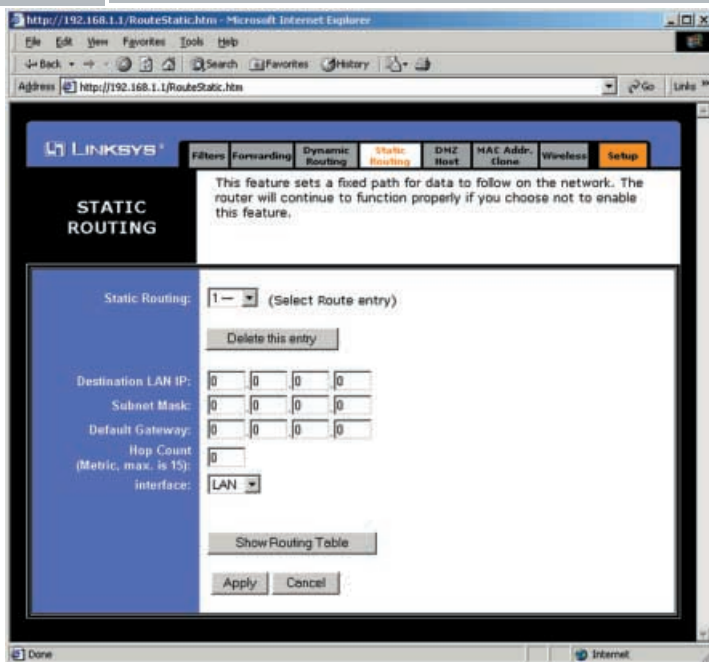 http://192.168.1.1/RouteStatic.htm - Microsoft Internet Explorer
File Edit View Favorites Tools Help
Back Search Favorites History
Address http://192.168.1.1/RouteStatic.htm Go Links »
LINKSYS®
Filters Forwarding Dynamic Routing Static Routing DMZ Host MAC Addr. Clone Wireless Setup
STATIC ROUTING
This feature sets a fixed path for data to follow on the network. The
router will continue to function properly if you choose not to enable
this feature.
Static Routing: 1 — (Select Route entry)
Delete this entry
Destination LAN IP: 0 . 0 . 0 . 0
Subnet Mask: 0 . 0 . 0 . 0
Default Gateway: 0 . 0 . 0 . 0
Hop Count
(Metric, max. is 15): 0
interface: LAN
Show Routing Table
Apply Cancel
Done Internet